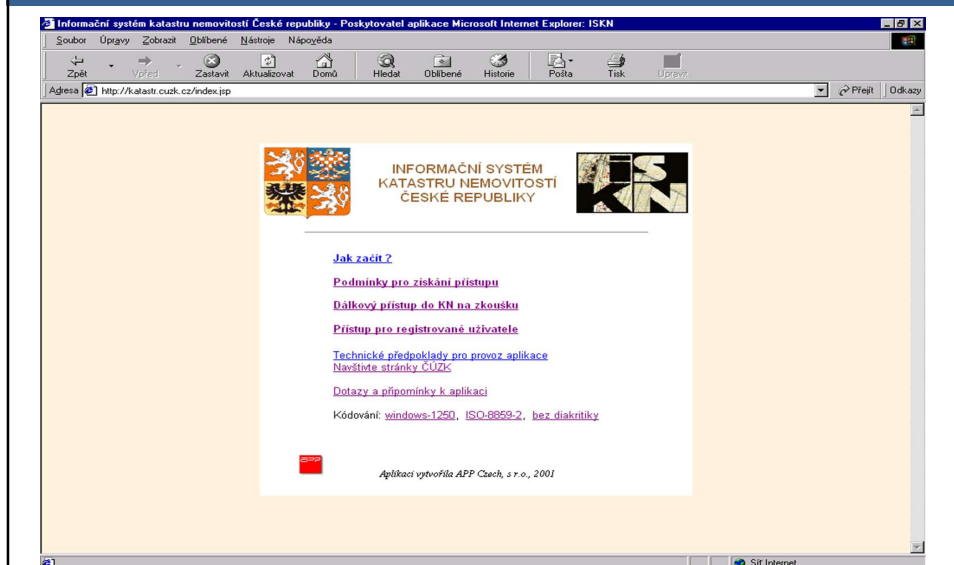 Informační systém katastru nemovitostí České republiky - Poskytovatel aplikace Microsoft Internet Explorer: ISKN
Soubor Úpravy Zobrazit Oblíbené Nástroje Nápověda
Zpět Vpřed Zastavit Aktualizovat Domů Hledat Oblíbené Historie Pošta Tisk Upravit
Adresa http://katastr.cuzk.cz/index.jsp Přejít Odkazy
INFORMAČNÍ SYSTÉM
KATASTRU NEMOVITOSTÍ
ČESKÉ REPUBLIKY
iS
KN
Jak začít ?
Podmínky pro získání přístupu
Dálkový přístup do KN na zkoušku
Přístup pro registrované uživatele
Technické předpoklady pro provoz aplikace
Navštivte stránky ČÚZK
Dotazy a připomínky k aplikaci
Kódování: windows-1250, ISO-8859-2, bez diakritiky
app
Aplikaci vytvořila APP Czech, s r.o., 2001
Síť Internet